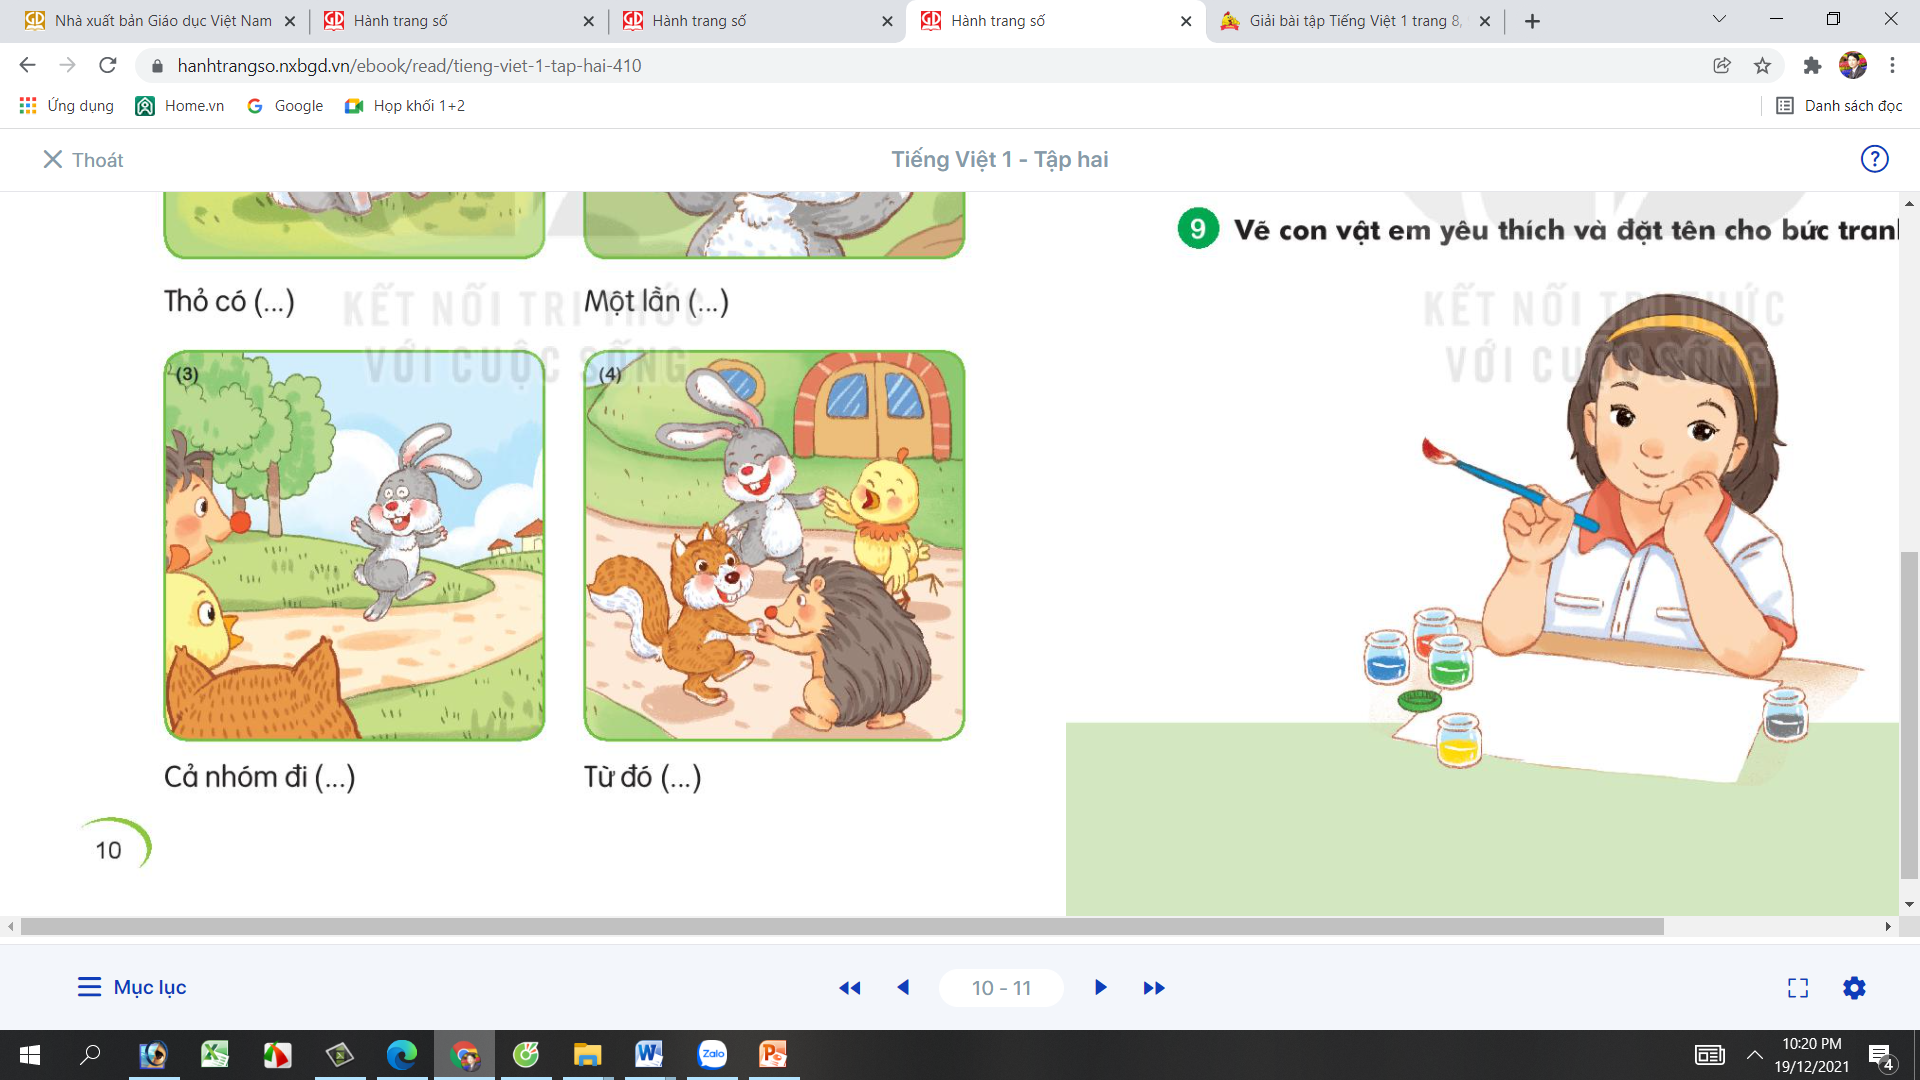 Nhà xuất bản Giáo dục Việt Nam
Hành trang số
Hành trang số
Hành trang số
Giải bài tập Tiếng Việt 1 trang 8,
hanhtrangso.nxbgd.vn/ebook/read/tieng-viet-1-tap-hai-410
Ứng dụng
Home.vn
Google
Họp khối 1+2
Danh sách đọc
Thoát
Tiếng Việt 1 - Tập hai
9 Vẽ con vật em yêu thích và đặt tên cho bức tranh
Thỏ có (...)
Một lần (...)
KẾT NỐI TRI THỨC
VỚI CUỘC SỐNG
KẾT NỐI TRI THỨC
VỚI CUỘC SỐNG
(3)
(4)
Cả nhóm đi (...)
Từ đó (...)
10
Mục lục
10 - 11
Zalo
10:20 PM
19/12/2021
4